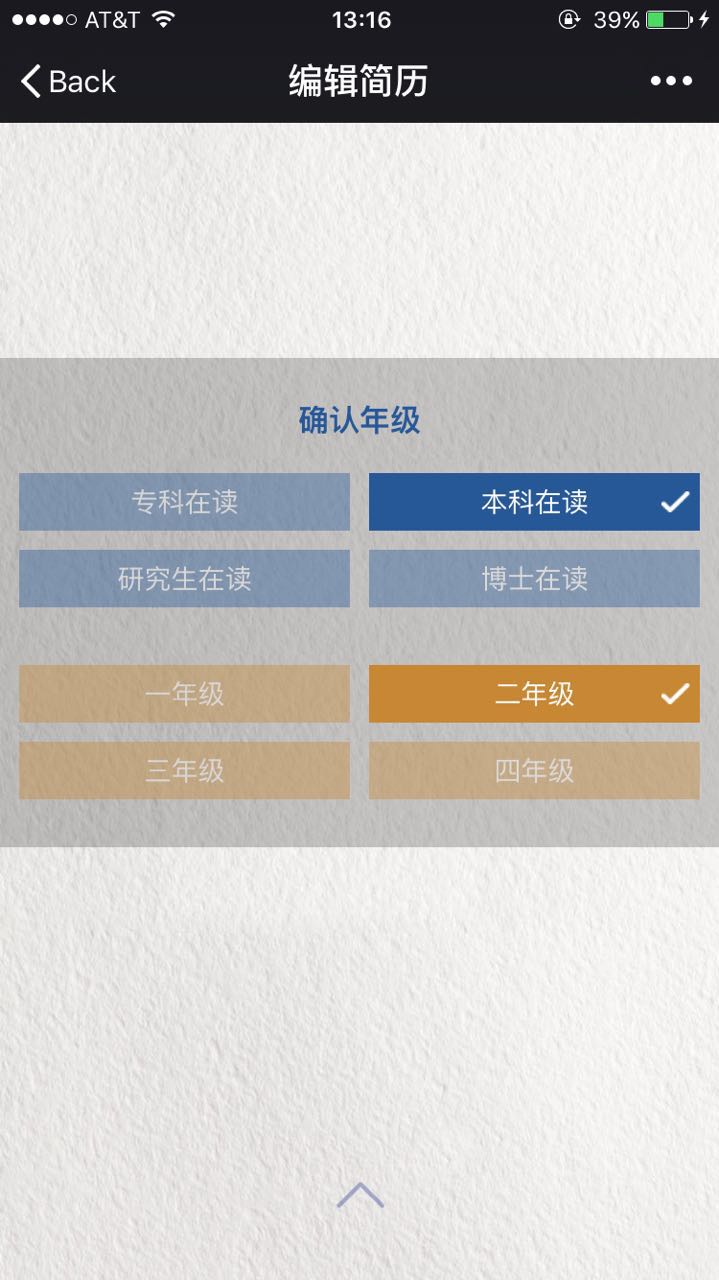 AT&T 13:16 39%
Back 编辑简历
确认年级
专科在读 本科在读
研究生在读 博士在读
一年级 二年级
三年级 四年级